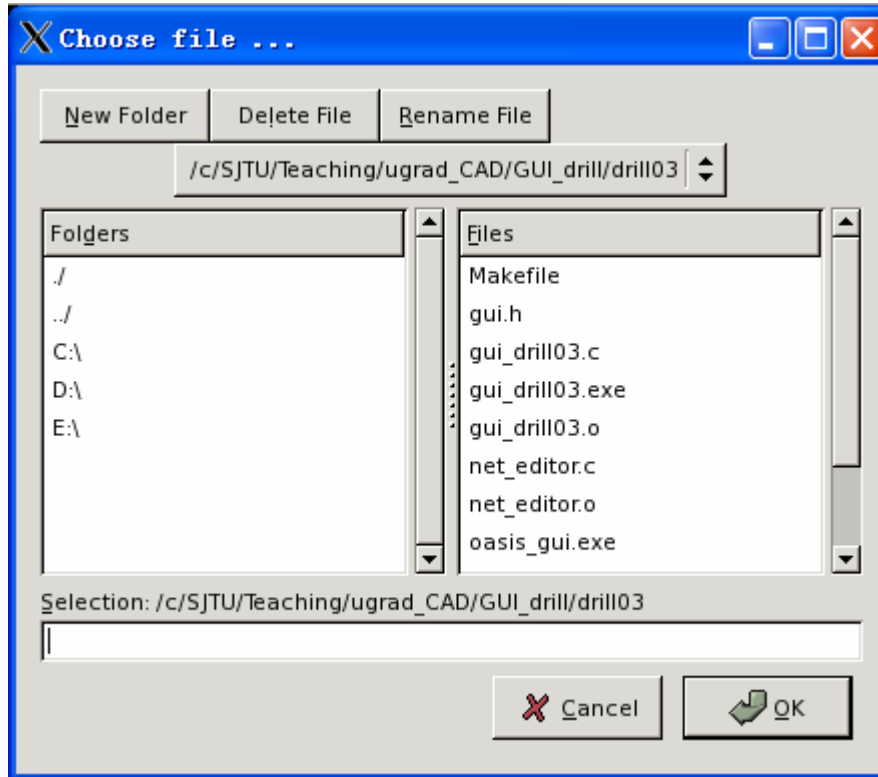 Choose file ...
New Folder Delete File Rename File
/c/SJTU/Teaching/ugrad_CAD/GUI_drill/drill03
Folders
./
../
C:\
D:\
E:\
Files
Makefile
gui.h
gui_drill03.c
gui_drill03.exe
gui_drill03.o
net_editor.c
net_editor.o
oasis_gui.exe
Selection: /c/SJTU/Teaching/ugrad_CAD/GUI_drill/drill03
Cancel OK